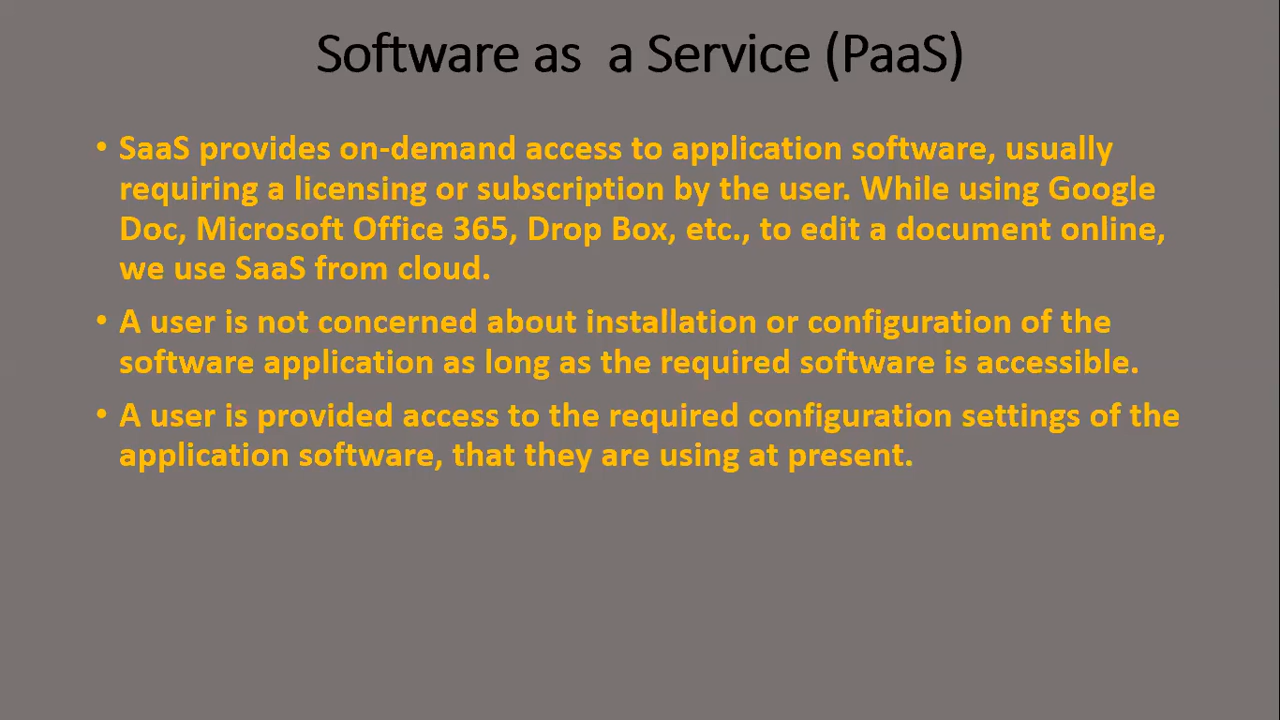 Software as  a Service (PaaS)
• SaaS provides on-demand access to application software, usually
requiring a licensing or subscription by the user. While using Google
Doc, Microsoft Office 365, Drop Box, etc., to edit a document online,
we use SaaS from cloud.
• A user is not concerned about installation or configuration of the
software application as long as the required software is accessible.
• A user is provided access to the required configuration settings of the
application software, that they are using at present.